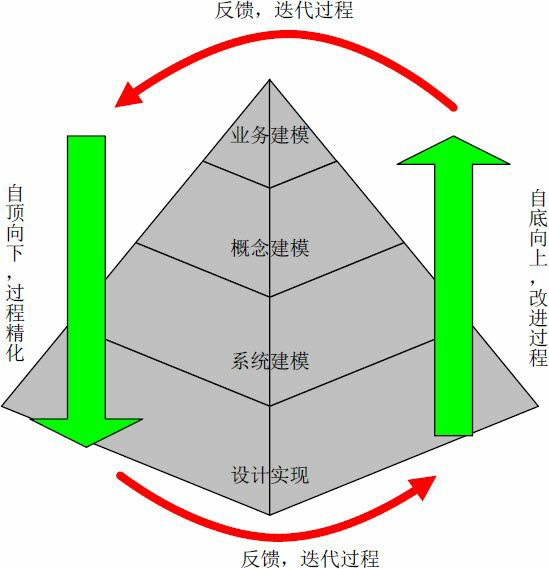 反馈，迭代过程
业务建模
自顶向下，过程精化
自底向上，改进过程
概念建模
系统建模
设计实现
反馈，迭代过程